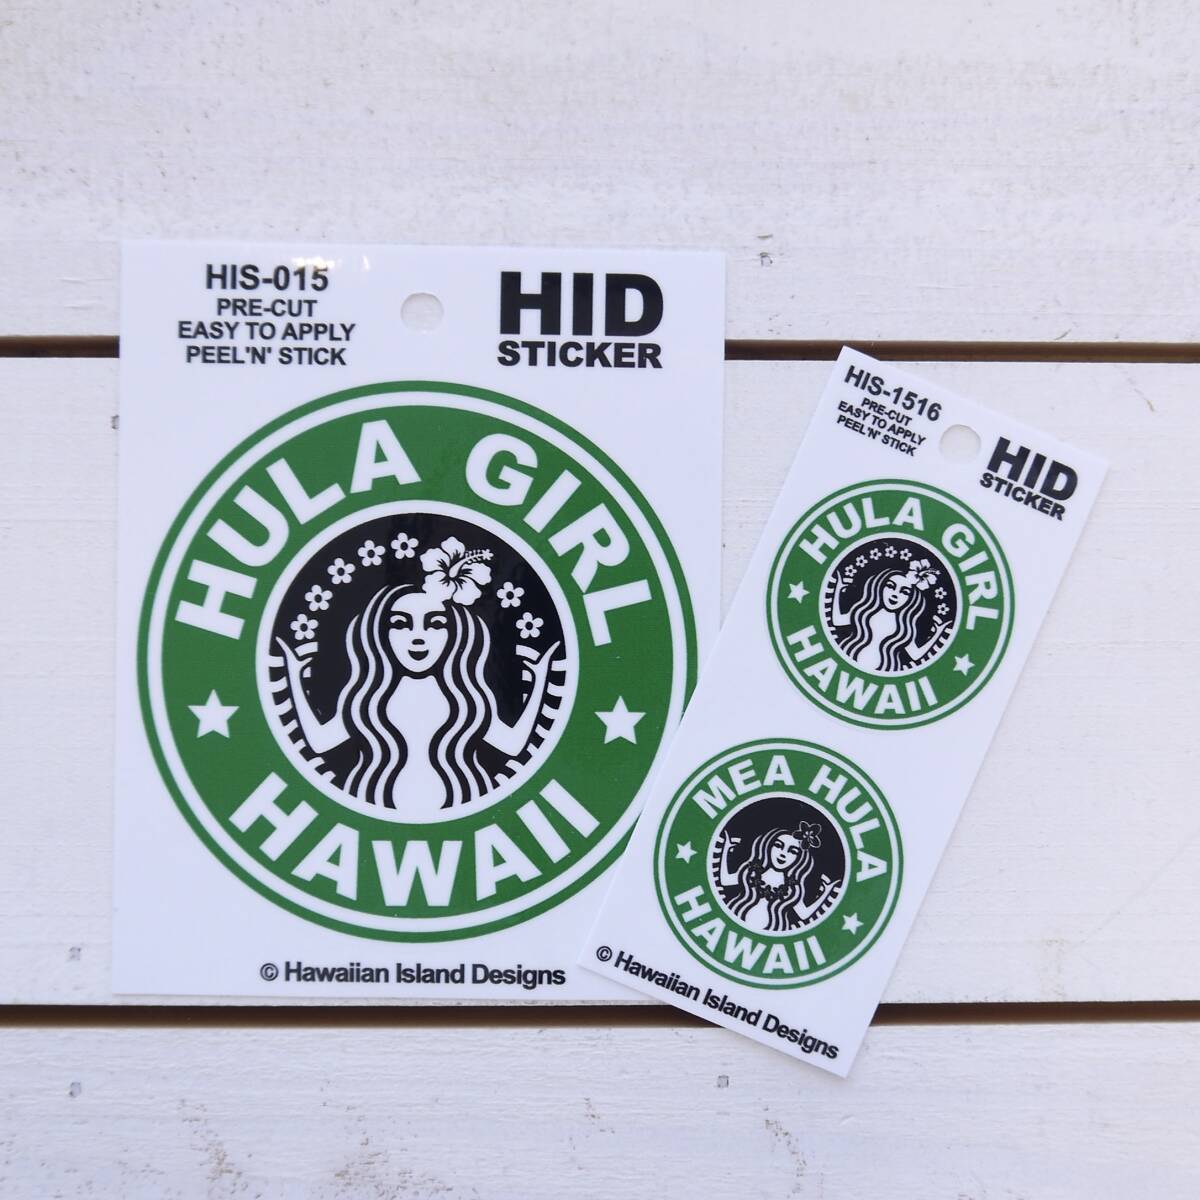 HIS-015
PRE-CUT
EASY TO APPLY
PEEL'N' STICK
HID
STICKER
HULA GIRL
HAWAII
© Hawaiian Island Designs
HIS-1516
PRE-CUT
EASY TO APPLY
PEEL'N' STICK
HID
STICKER
HULA GIRL
HAWAII
MEA HULA
HAWAII
© Hawaiian Island Designs